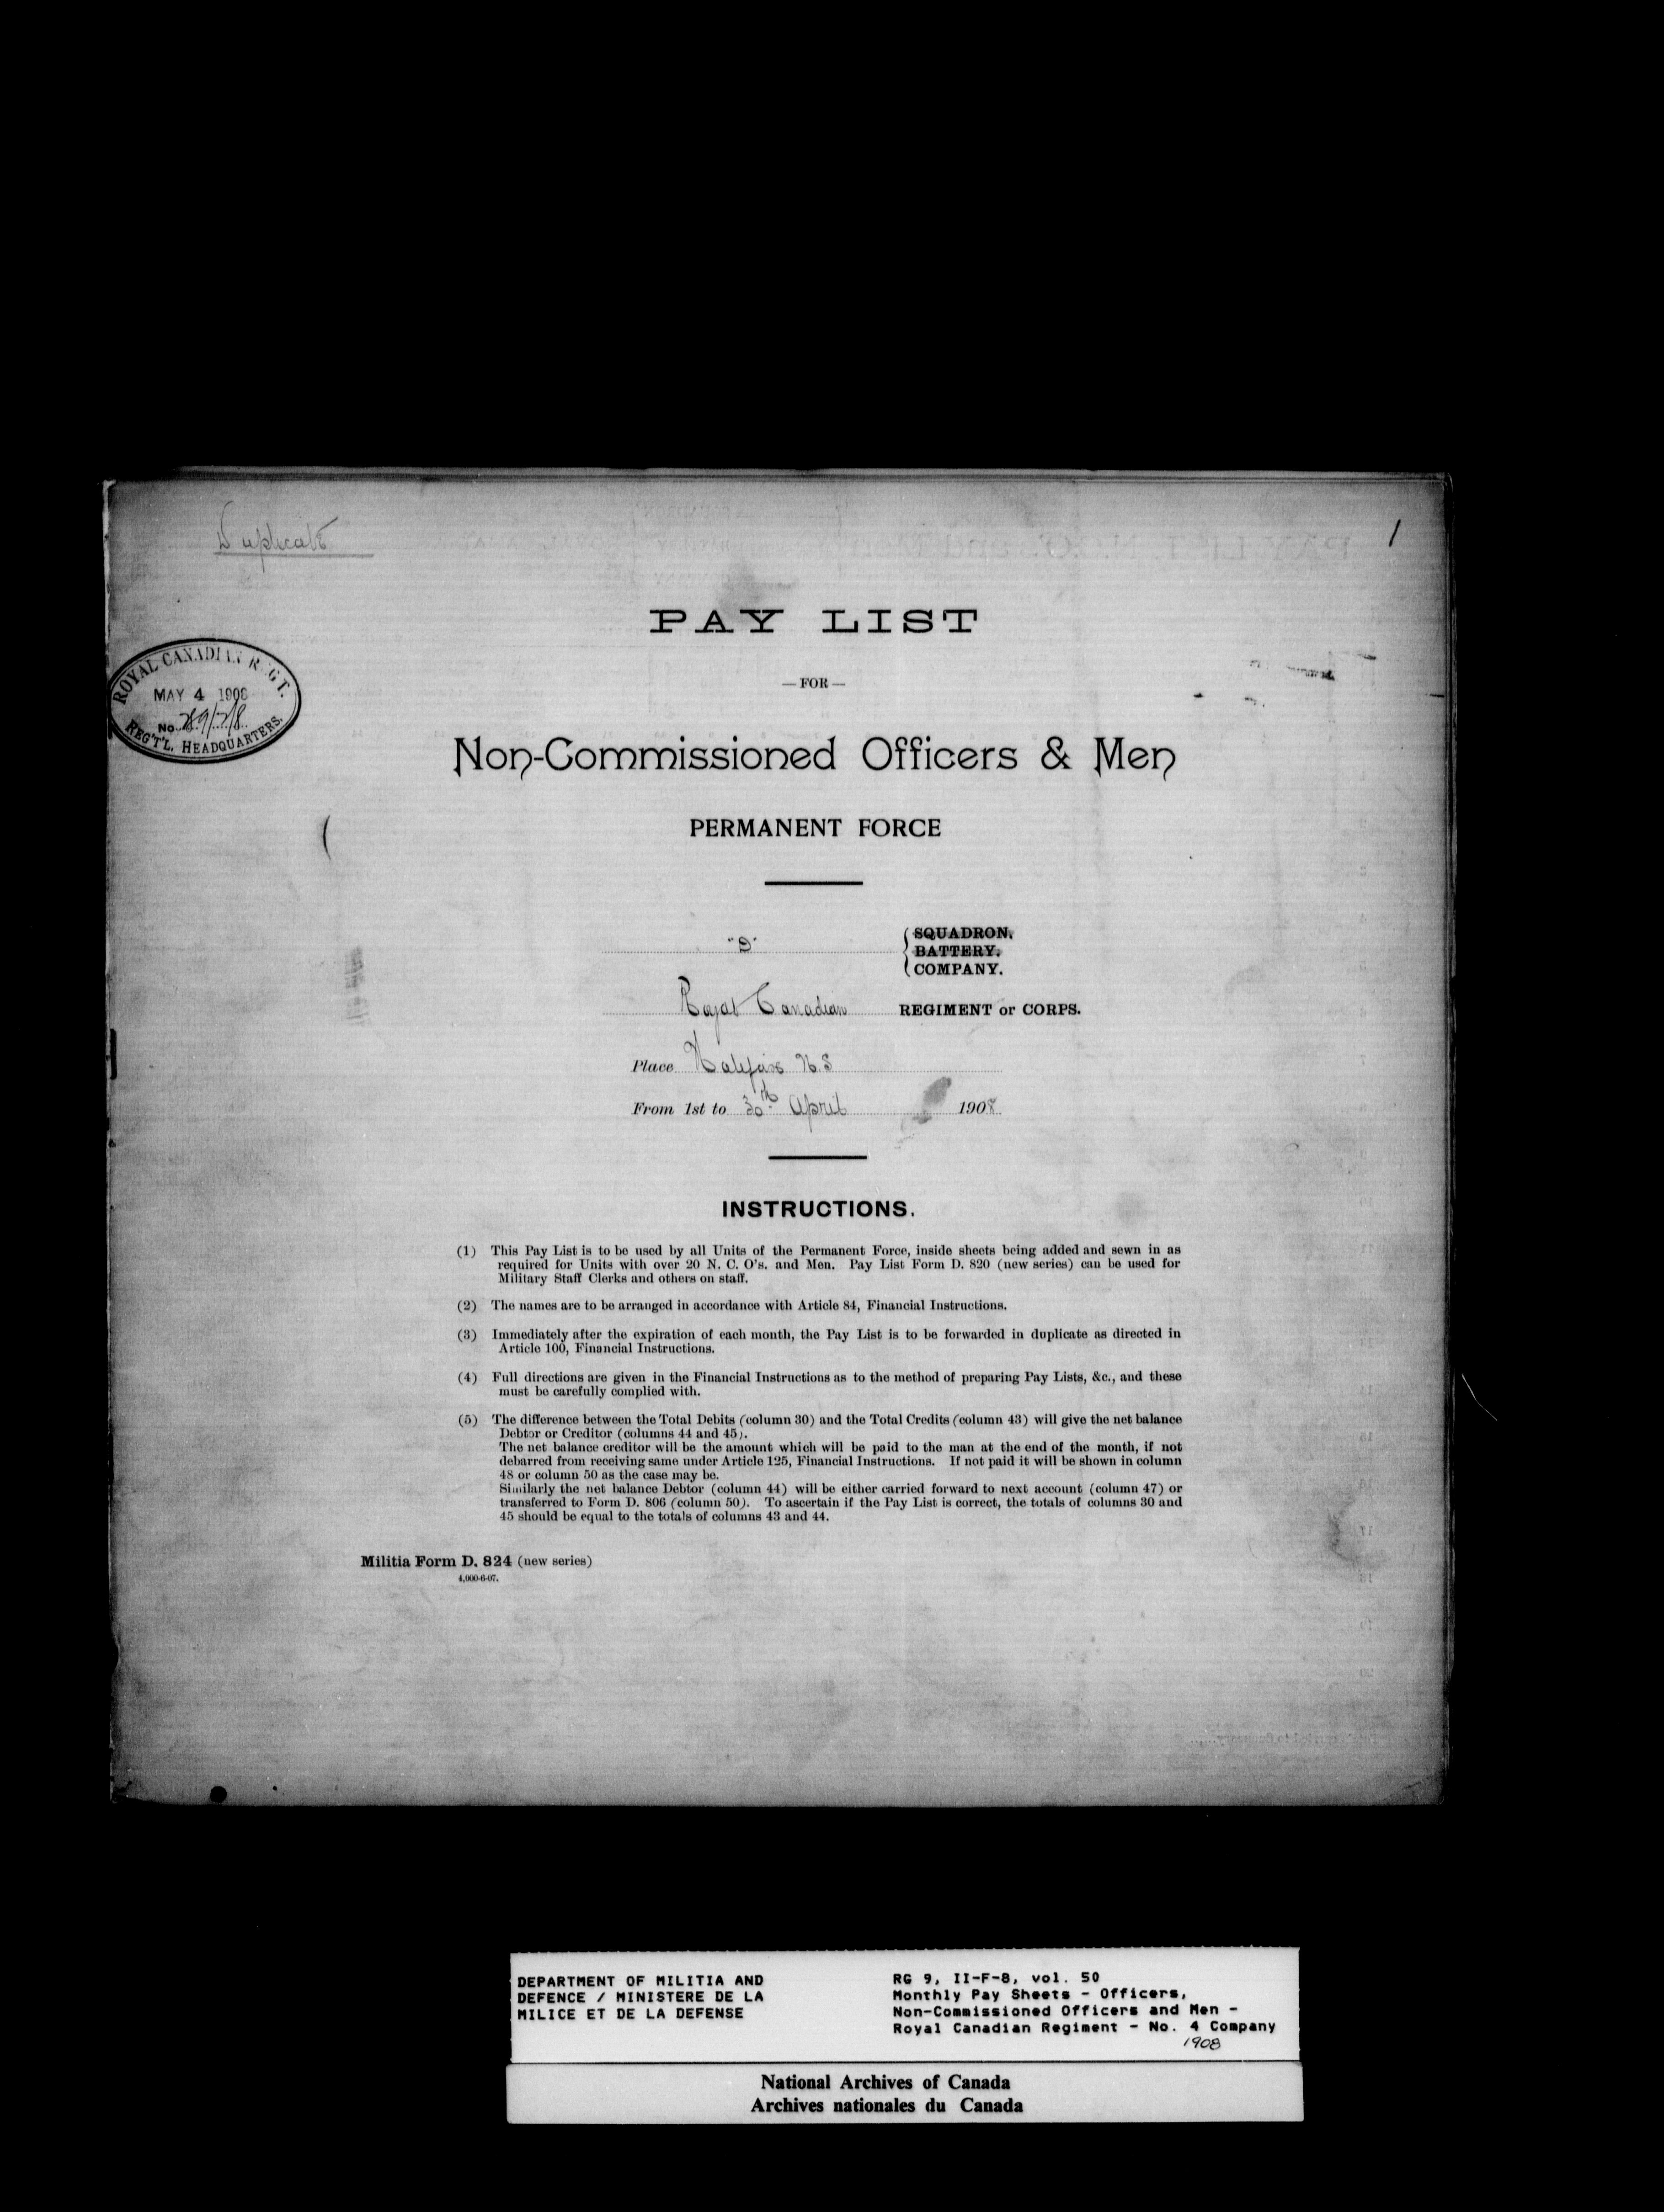 Duplicate
1
PAY LIST
— FOR —
ROYAL CANADIAN REGT.
MAY 4 1908
No
REG'T'L. HEADQUARTERS.
Non-Commissioned Officers & Men
PERMANENT FORCE
"D"
SQUADRON,
BATTERY.
COMPANY.
Royal Canadian REGIMENT or CORPS.
Place Halifax N.S
From 1st to 30th April 1908
INSTRUCTIONS.
(1) This Pay List is to be used by all Units of the Permanent Force, inside sheets being added and sewn in as
required for Units with over 20 N. C. O's. and Men. Pay List Form D. 820 (new series) can be used for
Military Staff Clerks and others on staff.
(2) The names are to be arranged in accordance with Article 84, Financial Instructions.
(3) Immediately after the expiration of each month, the Pay List is to be forwarded in duplicate as directed in
Article 100, Financial Instructions.
(4) Full directions are given in the Financial Instructions as to the method of preparing Pay Lists, &c., and these
must be carefully complied with.
(5) The difference between the Total Debits (column 30) and the Total Credits (column 43) will give the net balance
Debtor or Creditor (columns 44 and 45).
The net balance creditor will be the amount which will be paid to the man at the end of the month, if not
debarred from receiving same under Article 125, Financial Instructions. If not paid it will be shown in column
48 or column 50 as the case may be.
Similarly the net balance Debtor (column 44) will be either carried forward to next account (column 47) or
transferred to Form D. 806 (column 50). To ascertain if the Pay List is correct, the totals of columns 30 and
45 should be equal to the totals of columns 43 and 44.
Militia Form D. 824 (new series)
4,000-6-07.
DEPARTMENT OF MILITIA AND
DEFENCE / MINISTERE DE LA
MILICE ET DE LA DEFENSE
RG 9, II-F-8, vol. 50
Monthly Pay Sheets - Officers,
Non-Commissioned Officers and Men -
Royal Canadian Regiment - No. 4 Company
1908
National Archives of Canada
Archives nationales du Canada